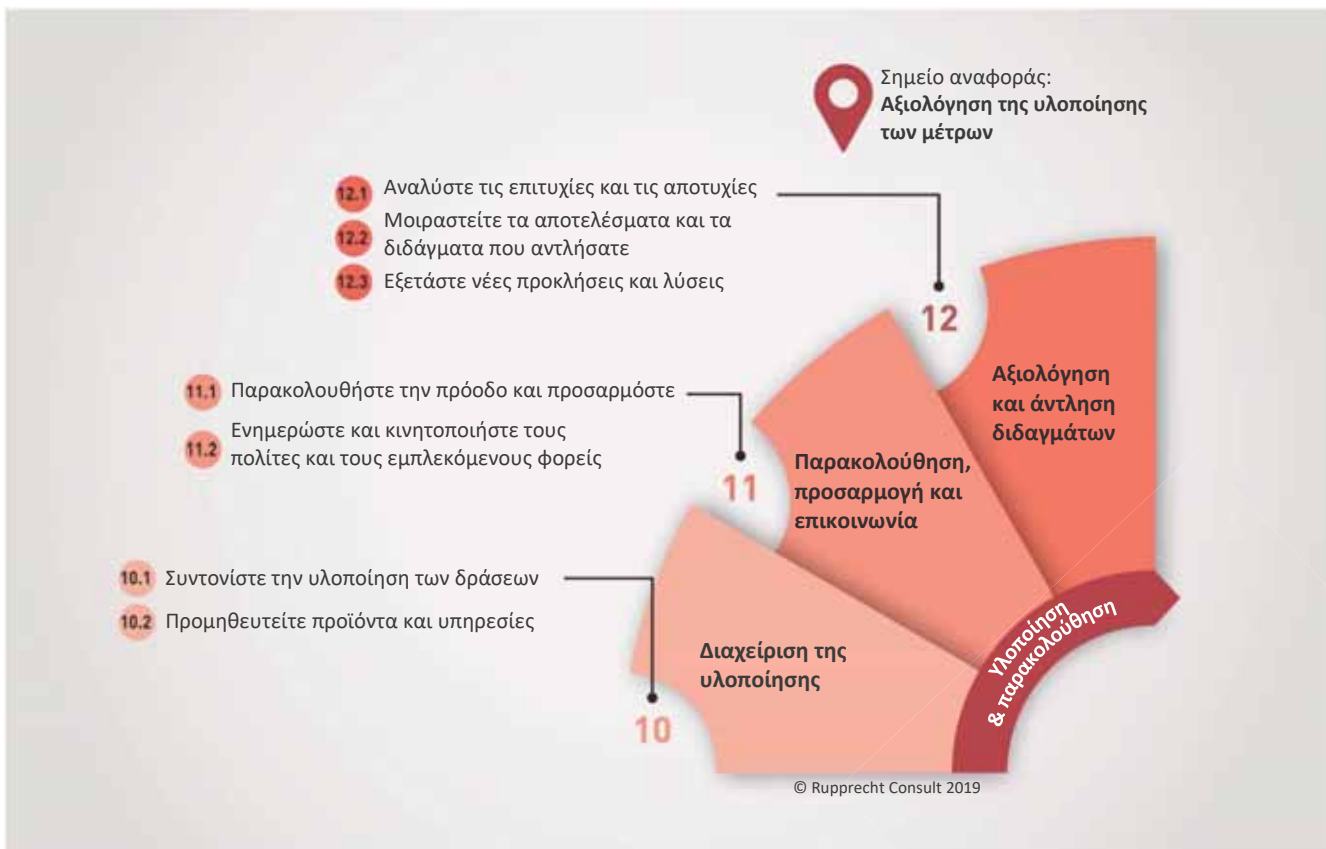 Σημείο αναφοράς:
Αξιολόγηση της υλοποίησης
των μέτρων
12.1 Αναλύστε τις επιτυχίες και τις αποτυχίες
12.2 Μοιραστείτε τα αποτελέσματα και τα
διδάγματα που αντλήσατε
12.3 Εξετάστε νέες προκλήσεις και λύσεις
12
Αξιολόγηση
και άντληση
διδαγμάτων
11.1 Παρακολουθήστε την πρόοδο και προσαρμόστε
11.2 Ενημερώστε και κινητοποιήστε τους
πολίτες και τους εμπλεκόμενους φορείς
11
Παρακολούθηση,
προσαρμογή και
επικοινωνία
10.1 Συντονίστε την υλοποίηση των δράσεων
10.2 Προμηθευτείτε προϊόντα και υπηρεσίες
10
Διαχείριση της
υλοποίησης
Υλοποίηση
& παρακολούθηση
© Rupprecht Consult 2019